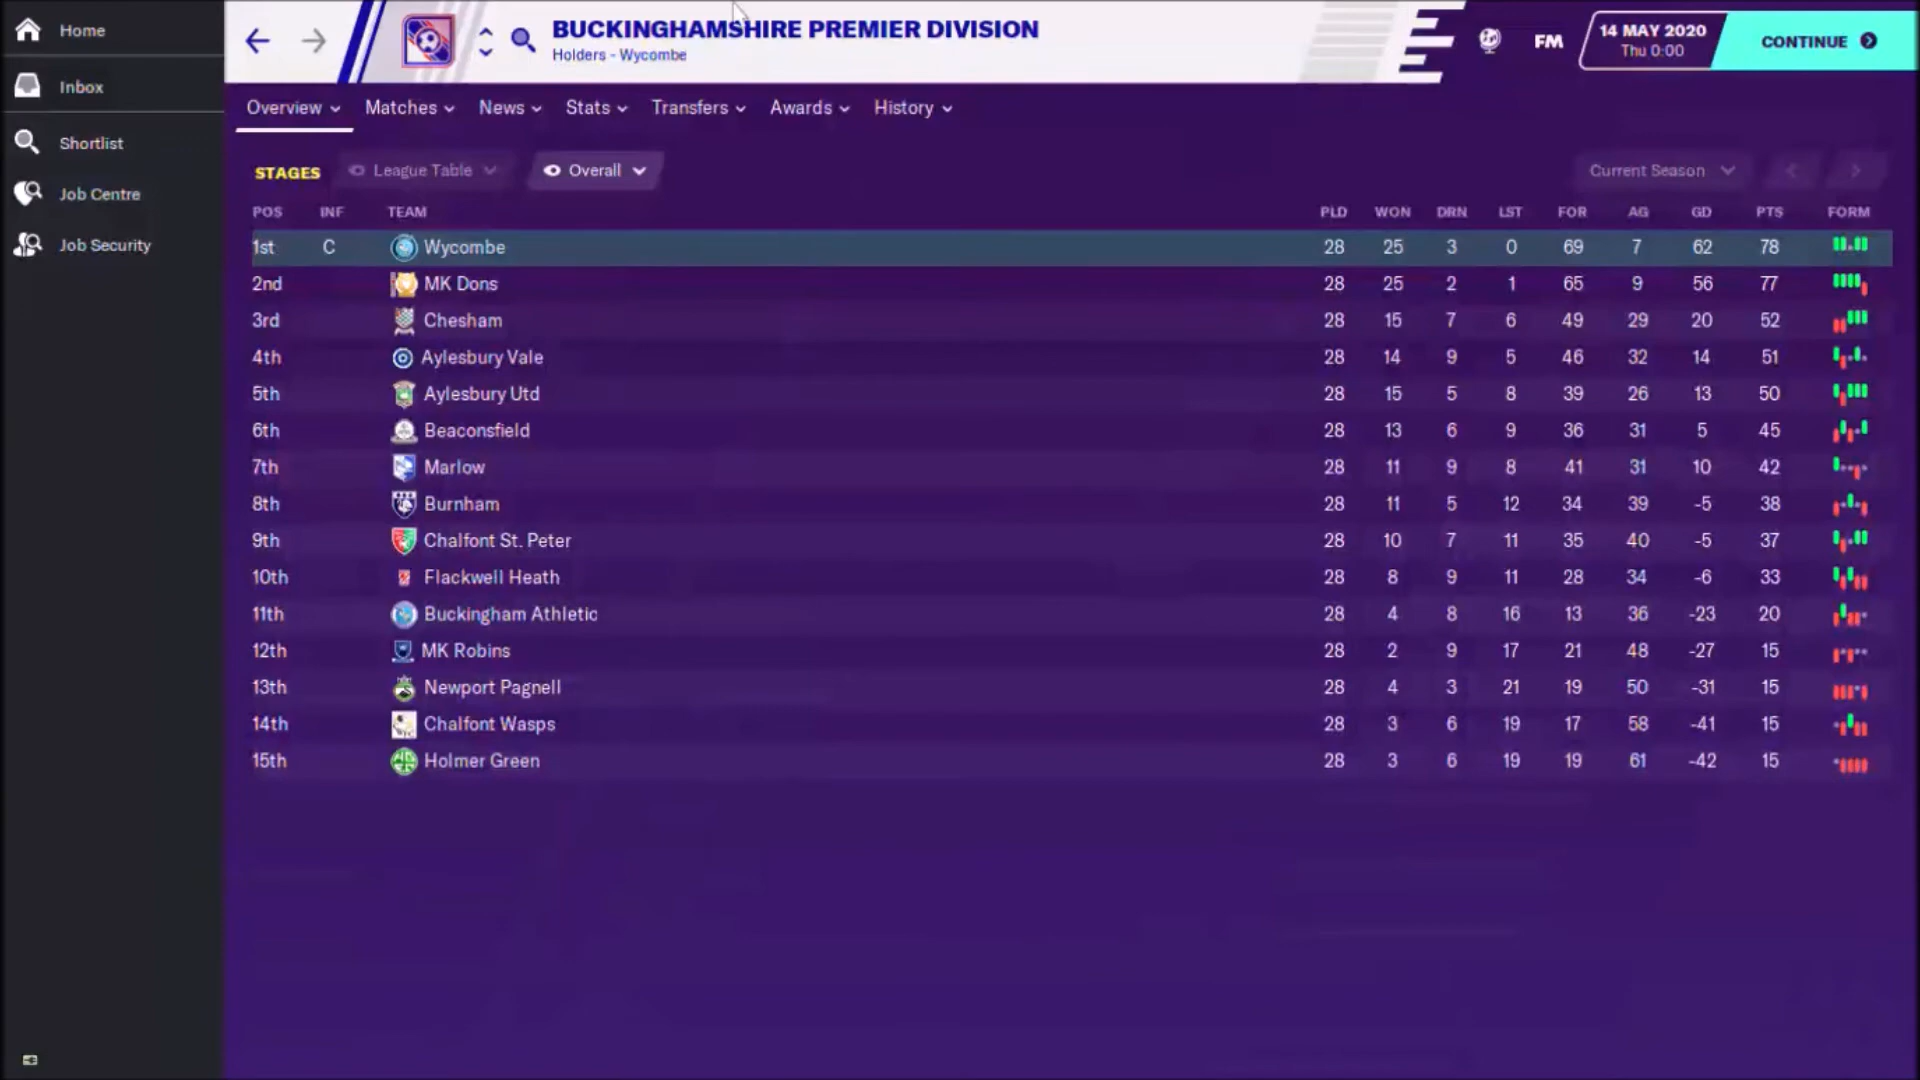 Home
Inbox
Shortlist
Job Centre
Job Security
BUCKINGHAMSHIRE PREMIER DIVISION
Holders - Wycombe
FM
14 MAY 2020
Thu 0:00
CONTINUE
Overview Matches News Stats Transfers Awards History
STAGES League Table Overall Current Season
POS INF TEAM PLD WON DRN LST FOR AG GD PTS FORM
1st C Wycombe 28 25 3 0 69 7 62 78
2nd MK Dons 28 25 2 1 65 9 56 77
3rd Chesham 28 15 7 6 49 29 20 52
4th Aylesbury Vale 28 14 9 5 46 32 14 51
5th Aylesbury Utd 28 15 5 8 39 26 13 50
6th Beaconsfield 28 13 6 9 36 31 5 45
7th Marlow 28 11 9 8 41 31 10 42
8th Burnham 28 11 5 12 34 39 -5 38
9th Chalfont St. Peter 28 10 7 11 35 40 -5 37
10th Flackwell Heath 28 8 9 11 28 34 -6 33
11th Buckingham Athletic 28 4 8 16 13 36 -23 20
12th MK Robins 28 2 9 17 21 48 -27 15
13th Newport Pagnell 28 4 3 21 19 50 -31 15
14th Chalfont Wasps 28 3 6 19 17 58 -41 15
15th Holmer Green 28 3 6 19 19 61 -42 15